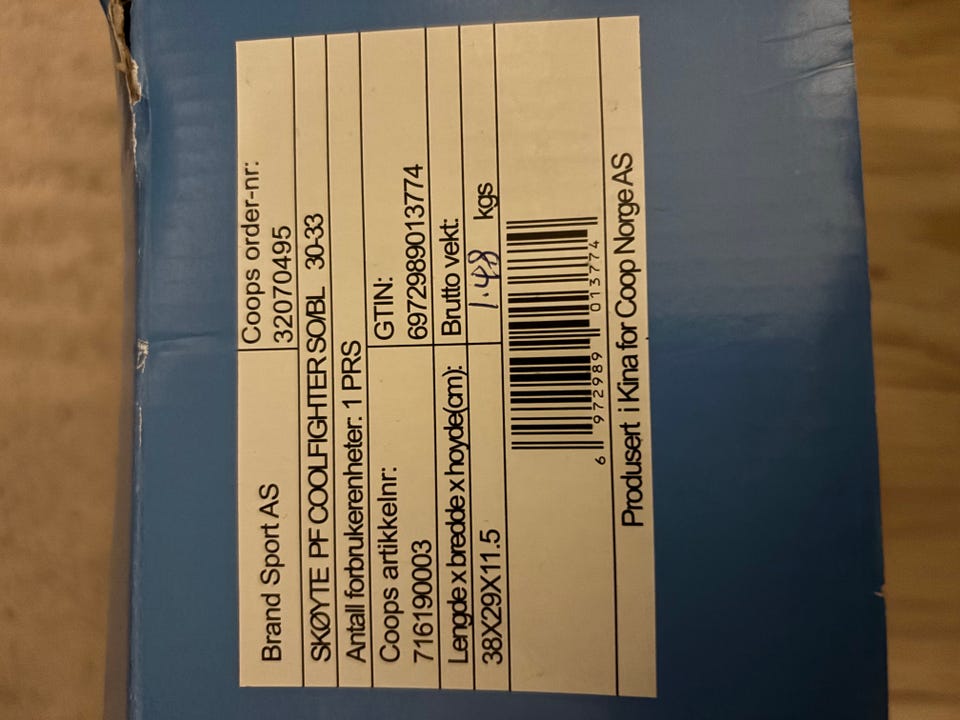 Brand Sport AS
Coops order-nr:
32070495
SKØYTE PF COOLFIGHTER SO/BL 30-33
Antall forbrukerenheter: 1 PRS
Coops artikkelnr:
716190003
GTIN:
6972989013774
Lengde x bredde x hoyde(cm):
38X29X11.5
Brutto vekt:
1.48 kgs
6 972989 013774
Produsert i Kina for Coop Norge AS